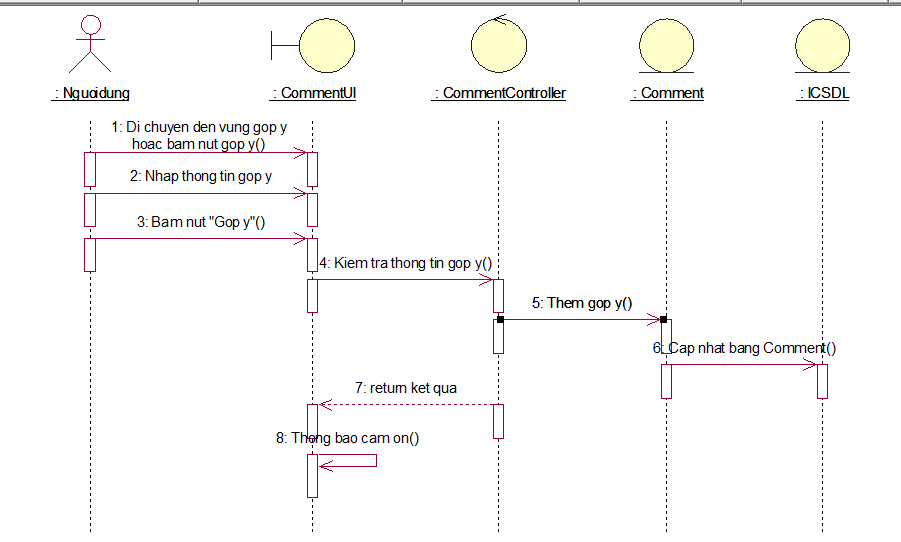 : Nguoidung
: CommentUI
: CommentController
: Comment
: ICSDL
1: Di chuyen den vung gop y
hoac bam nut gop y()
2: Nhap thong tin gop y
3: Bam nut "Gop y"()
4: Kiem tra thong tin gop y()
5: Them gop y()
6: Cap nhat bang Comment()
7: return ket qua
8: Thong bao cam on()